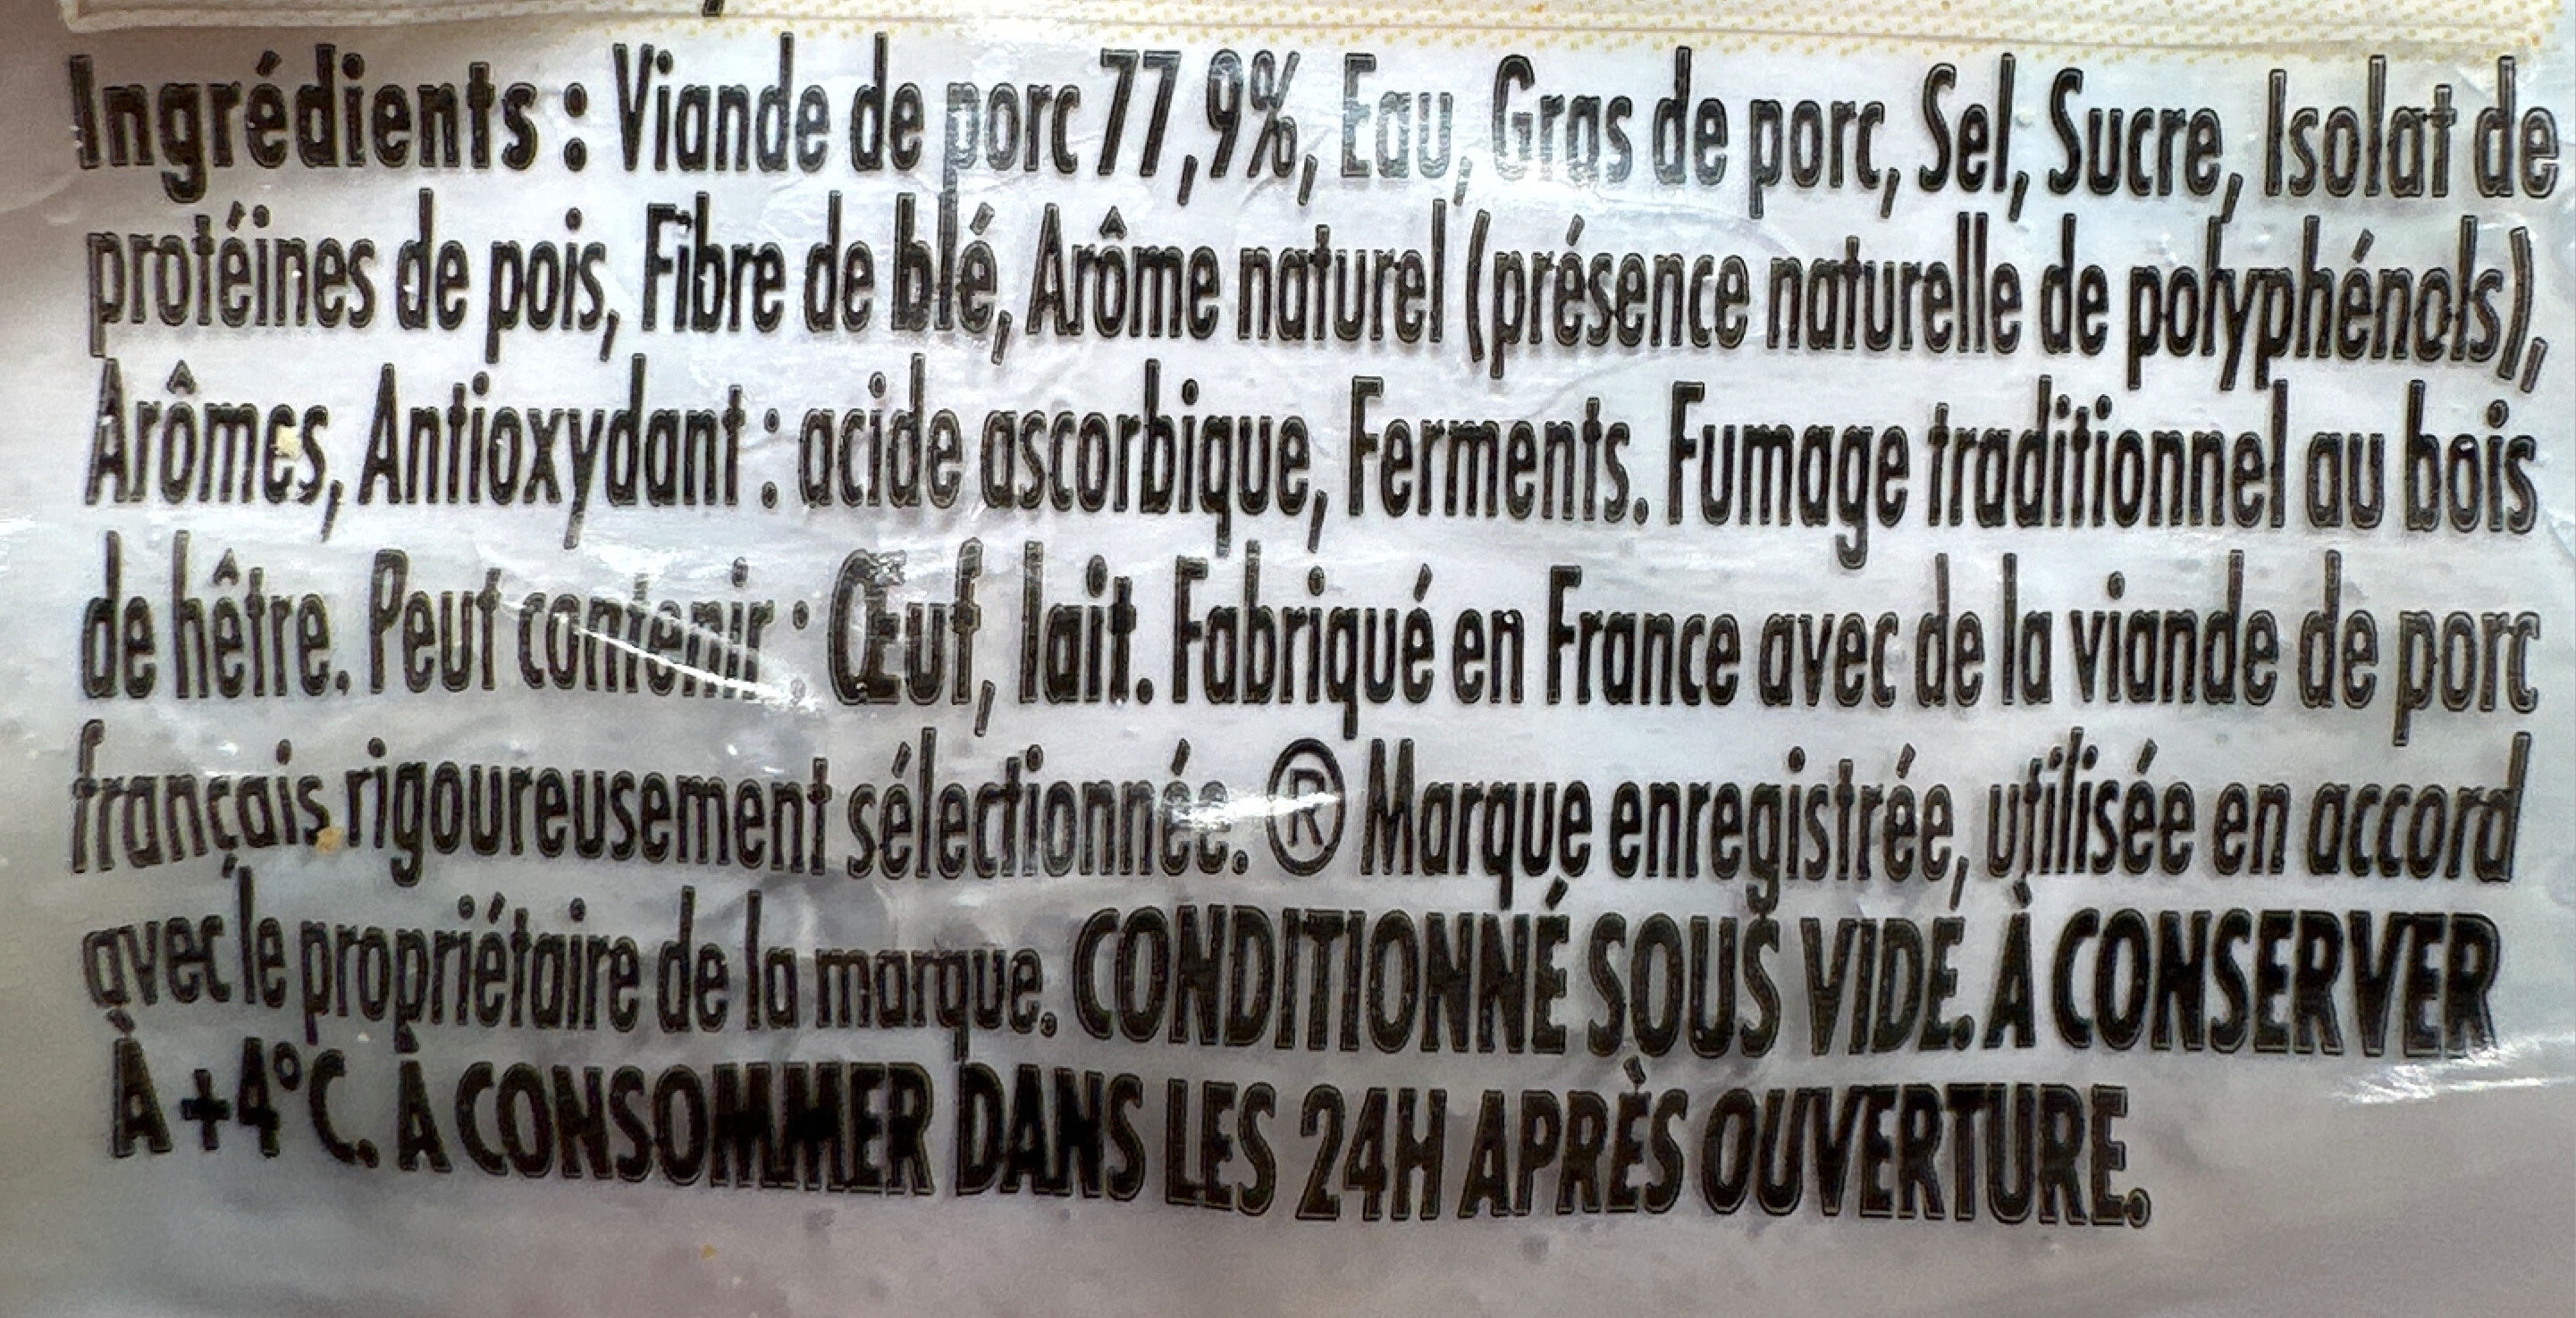 Ingrédients : Viande de porc 77,9%, Eau, Gras de porc, Sel, Sucre, Isolat de
protéines de pois, Fibre de blé, Arôme naturel (présence naturelle de polyphénols),
Arômes, Antioxydant : acide ascorbique, Ferments. Fumage traditionnel au bois
de hêtre. Peut contenir : Œuf, lait. Fabriqué en France avec de la viande de porc
français rigoureusement sélectionnée. ® Marque enregistrée, utilisée en accord
avec le propriétaire de la marque. CONDITIONNÉ SOUS VIDE. À CONSERVER
À +4°C. À CONSOMMER DANS LES 24H APRÈS OUVERTURE.